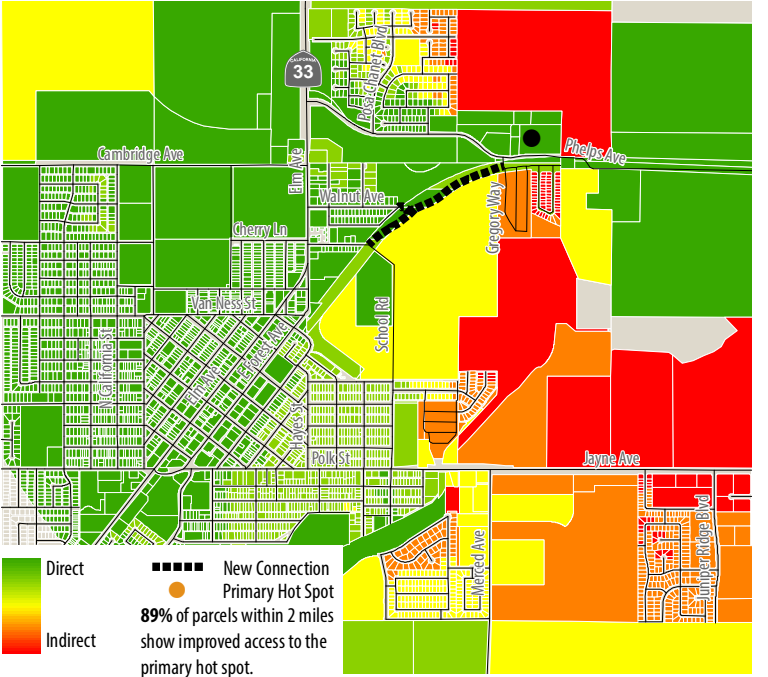 Rosa Chanet Blvd
CALIFORNIA
33
Phelps Ave
Cambridge Ave
Elm Ave
Walnut Ave
Gregory Way
Cherry Ln
Van Ness St
School Rd
N California St
Elm Ave
Forest Ave
Hayes St
Polk St
Jayne Ave
Merced Ave
Juniper Ridge Blvd
Direct
Indirect
New Connection
Primary Hot Spot
89% of parcels within 2 miles
show improved access to the
primary hot spot.